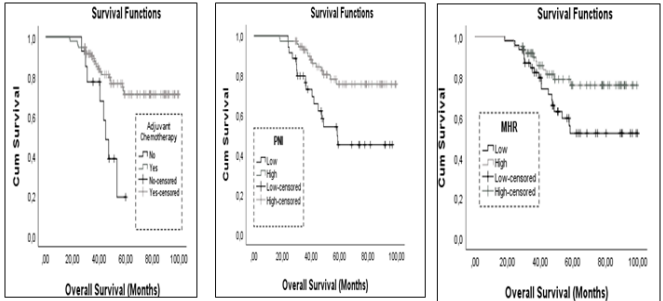 Survival Functions
Cum Survival
1,0
0,8
0,6
0,4
0,2
0,0
Adjuvant
Chemotherapy
No
Yes
No-censored
Yes-censored
,00 20,00 40,00 60,00 80,00 100,00
Overall Survival (Months)
Survival Functions
Cum Survival
1,0
0,8
0,6
0,4
0,2
0,0
PNI
Low
High
Low-censored
High-censored
,00 20,00 40,00 60,00 80,00 100,00
Overall Survival (Months)
Survival Functions
Cum Survival
1,0
0,8
0,6
0,4
0,2
0,0
MHR
Low
High
Low-censored
High-censored
,00 20,00 40,00 60,00 80,00 100,00
Overall Survival (Months)